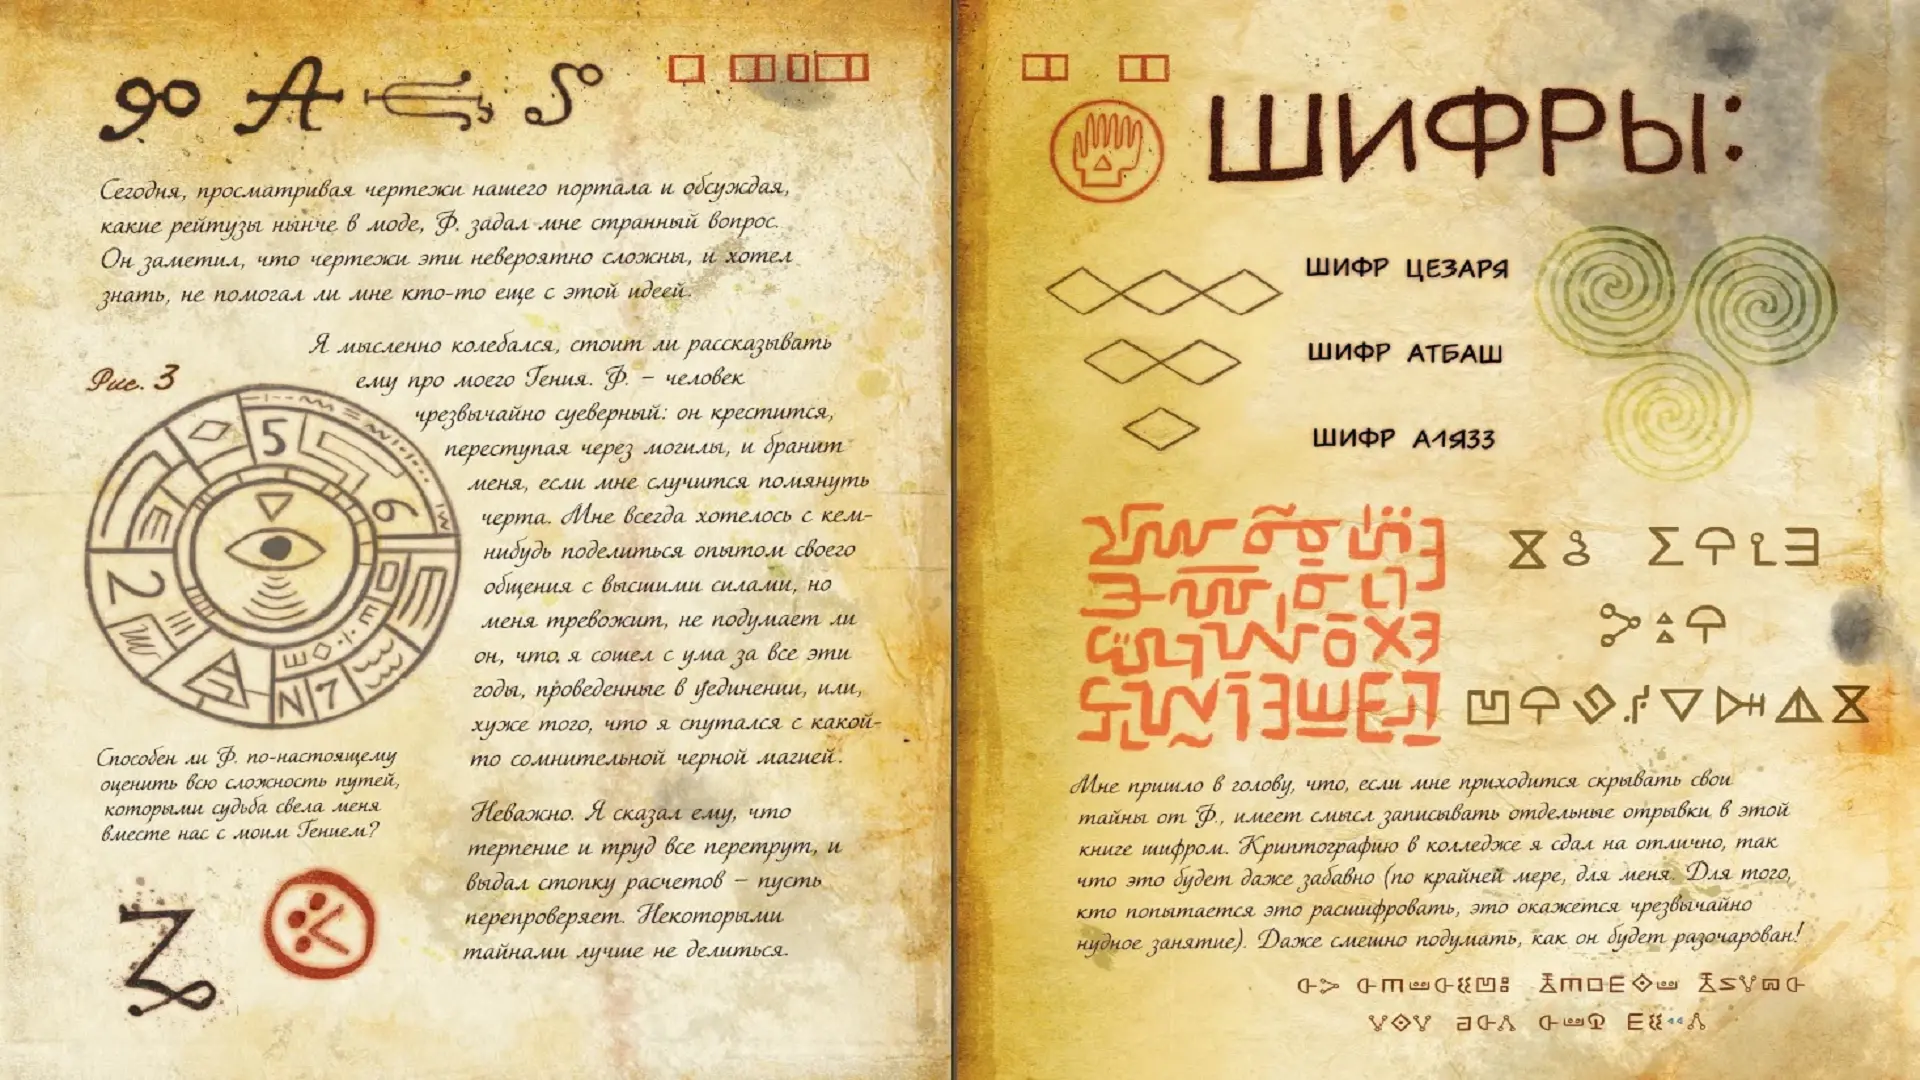 Сегодня, просматривая чертежи нашего портала и обсуждая,
какие рейтузы нынче в моде, Ф. задал мне странный вопрос.
Он заметил, что чертежи эти невероятно сложны, и хотел
знать, не помогал ли мне кто-то еще с этой идеей.
Я мысленно колебался, стоит ли рассказывать
ему про моего Гения. Ф. – человек
чрезвычайно суеверный: он крестится,
переступая через могилы, и бранит
меня, если мне случится помянуть
черта. Мне всегда хотелось с кем-
нибудь поделиться опытом своего
общения с высшими силами, но
меня тревожит, не подумает ли
он, что я сошел с ума за все эти
годы, проведенные в уединении, или,
хуже того, что я спутался с какой-
то сомнительной черной магией.
Рис. 3
5
6
2
7
Способен ли Ф. по-настоящему
оценить всю сложность путей,
которыми судьба свела меня
вместе нас с моим Гением?
Неважно. Я сказал ему, что
терпение и труд все перетрут, и
выдал стопку расчетов – пусть
перепроверяет. Некоторыми
тайнами лучше не делиться.
ШИФРЫ:
ШИФР ЦЕЗАРЯ
ШИФР АТБАШ
ШИФР А1Я33
Мне пришло в голову, что, если мне приходится скрывать свои
тайны от Ф., имеет смысл записывать отдельные отрывки в этой
книге шифром. Криптографию в колледже я сдал на отлично, так
что это будет даже забавно (по крайней мере, для меня. Для того,
кто попытается это расшифровать, это окажется чрезвычайно
нудное занятие). Даже смешно подумать, как он будет разочарован!